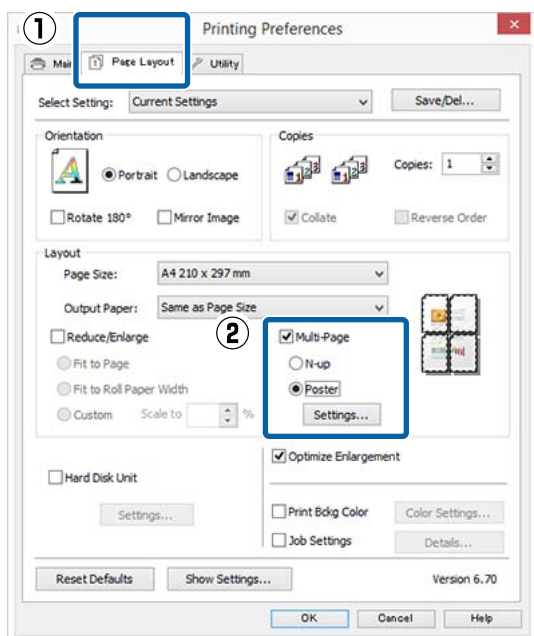 ① Printing Preferences
Main Page Layout Utility
Select Setting: Current Settings Save/Del...
Orientation
Portrait Landscape
Rotate 180° Mirror Image
Copies
Copies: 1
Collate Reverse Order
Layout
Page Size: A4 210 x 297 mm
Output Paper: Same as Page Size
Reduce/Enlarge
Fit to Page
Fit to Roll Paper Width
Custom Scale to %
②
Multi-Page
N-up
Poster
Settings...
Optimize Enlargement
Hard Disk Unit
Settings...
Print Bckg Color Color Settings...
Job Settings Details...
Reset Defaults Show Settings... Version 6.70
OK Cancel Help